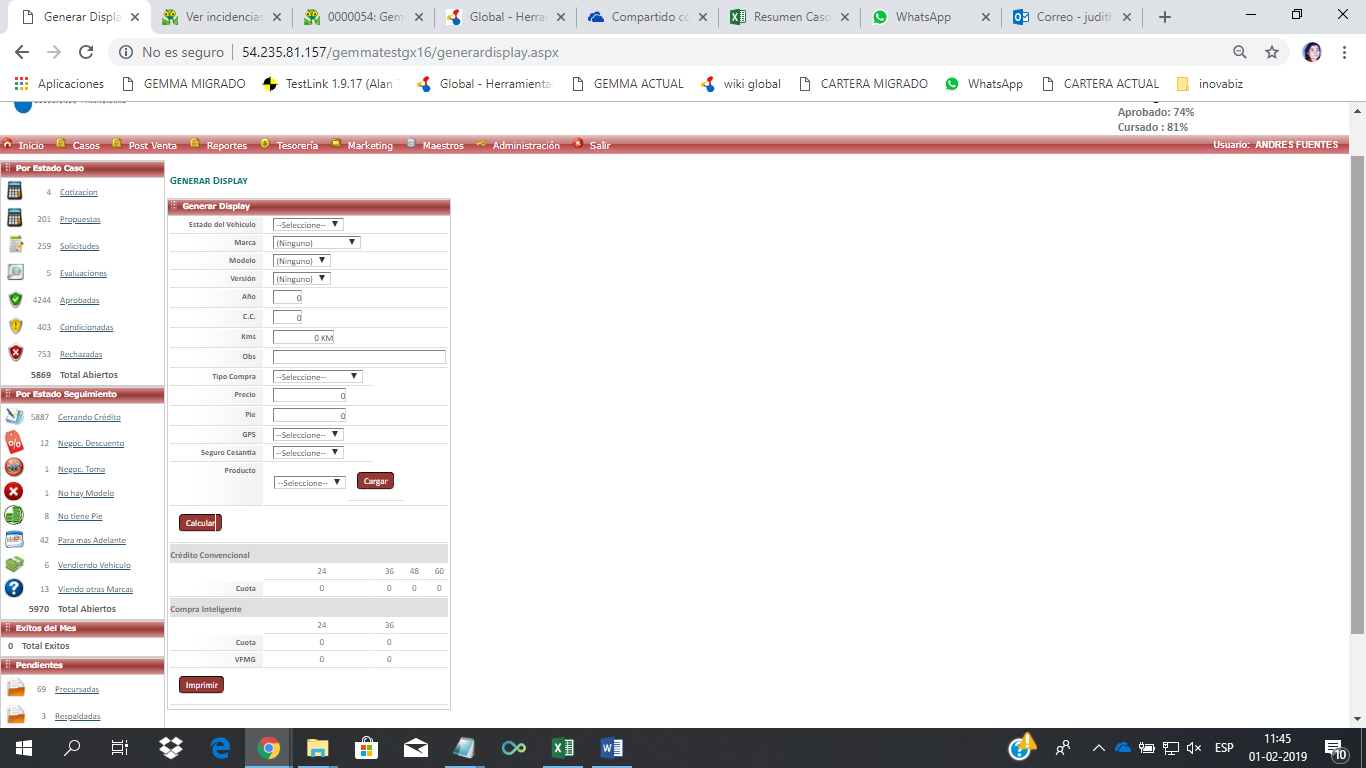 Generar Displa
Ver incidencias
0000054: Gem
Global - Herra
Compartido co
Resumen Caso
WhatsApp
Correo - judith
No es seguro
54.235.81.157/gemmatestgx16/generardisplay.aspx
Aplicaciones
GEMMA MIGRADO
TestLink 1.9.17 (Alan
Global - Herramienta
GEMMA ACTUAL
wiki global
CARTERA MIGRADO
WhatsApp
CARTERA ACTUAL
inovabiz
Aprobado: 74%
Cursado : 81%
Inicio
Casos
Post Venta
Reportes
Tesorería
Marketing
Maestros
Administración
Salir
Usuario: ANDRES FUENTES
Por Estado Caso
4 Cotizacion
201 Propuestas
259 Solicitudes
5 Evaluaciones
4244 Aprobadas
403 Condicionadas
753 Rechazadas
5869 Total Abiertos
Por Estado Seguimiento
5887 Cerrando Crédito
12 Negoc. Descuento
1 Negoc. Toma
1 No hay Modelo
8 No tiene Pie
42 Para mas Adelante
6 Vendiendo Vehiculo
13 Viendo otras Marcas
5970 Total Abiertos
Exitos del Mes
0 Total Exitos
Pendientes
69 Precursadas
3 Respaldadas
GENERAR DISPLAY
Generar Display
Estado del Vehículo --Seleccione--
Marca (Ninguno)
Modelo (Ninguno)
Versión (Ninguno)
Año 0
C.C. 0
Kms 0 KM
Obs
Tipo Compra --Seleccione--
Precio 0
Pie 0
GPS --Seleccione--
Seguro Cesantía --Seleccione--
Producto
--Seleccione-- Cargar
Calcular
Crédito Convencional
24 36 48 60
Cuota 0 0 0 0
Compra Inteligente
24 36
Cuota 0 0
VFMG 0 0
Imprimir
ESP
11:45
01-02-2019
10